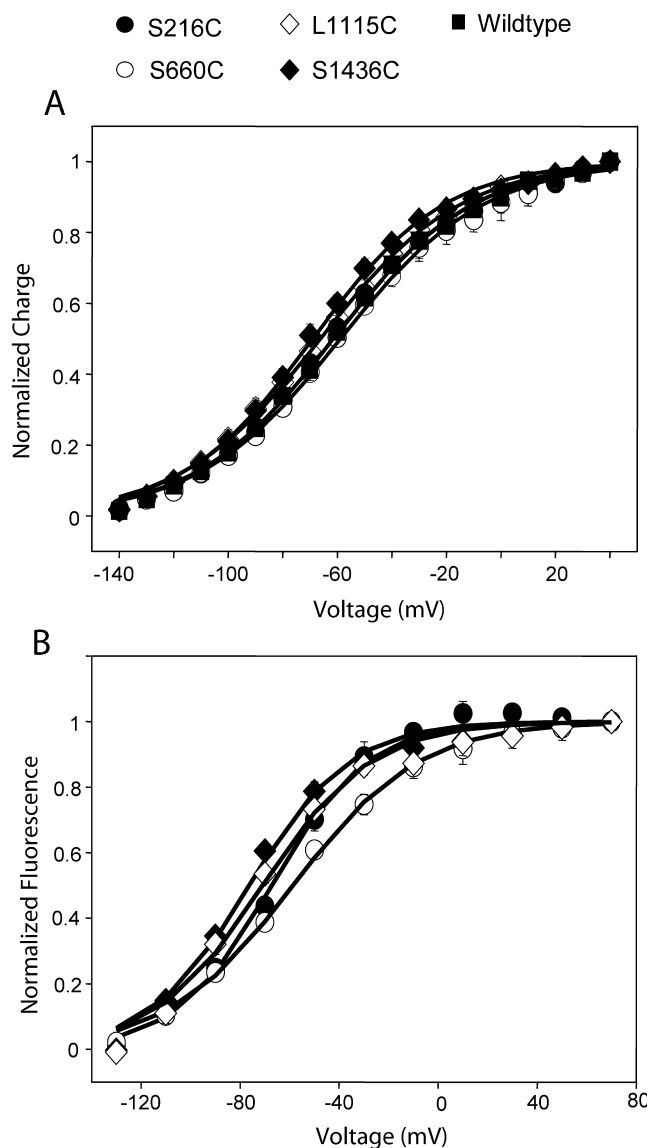 S216C L1115C Wildtype
S660C S1436C
A
1
0.8
0.6
0.4
0.2
0
Normalized Charge
-140 -100 -60 -20 20
Voltage (mV)
B
1
0.8
0.6
0.4
0.2
0
Normalized Fluorescence
-120 -80 -40 0 40 80
Voltage (mV)